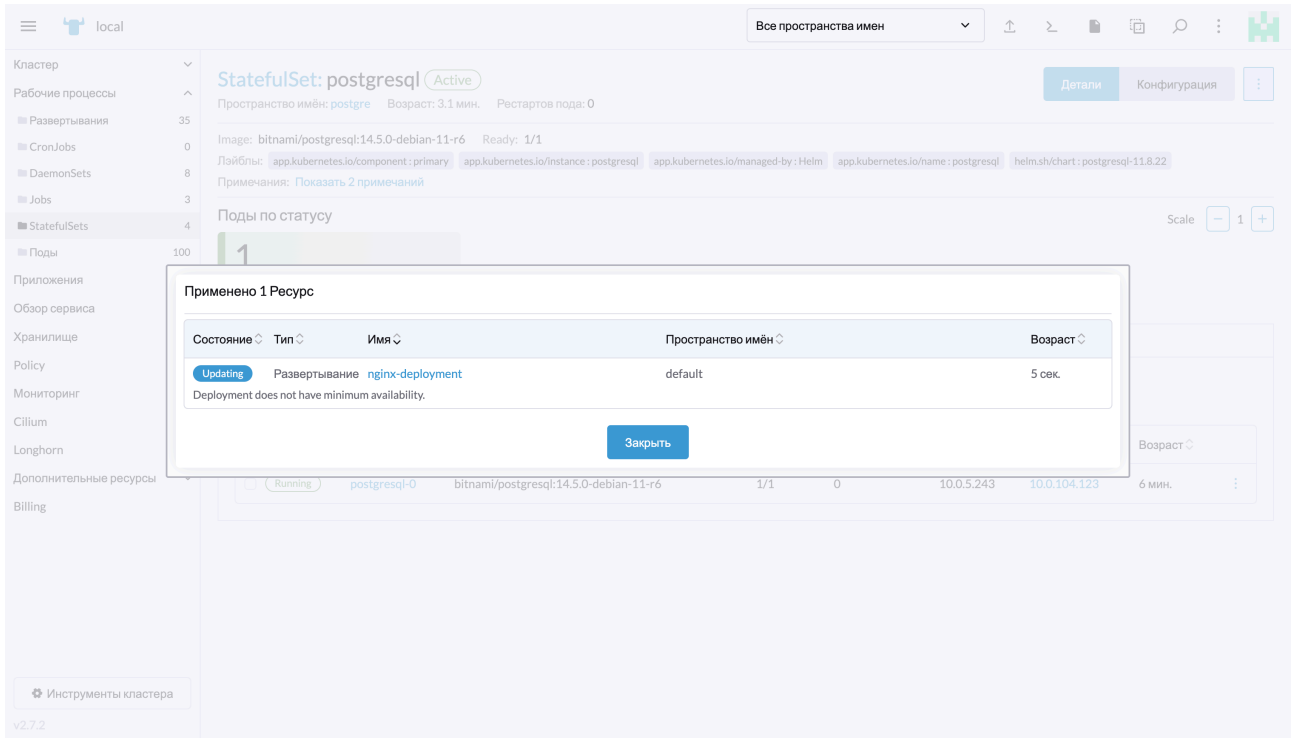 local
Все пространства имен
Кластер
Рабочие процессы
Развертывания 35
CronJobs 0
DaemonSets 8
Jobs 3
StatefulSets 4
Поды 100
Приложения
Обзор сервиса
Хранилище
Policy
Мониторинг
Cilium
Longhorn
Дополнительные ресурсы
Billing
Инструменты кластера
v2.7.2
StatefulSet: postgresql Active
Детали Конфигурация
Пространство имён: postgre Возраст: 3.1 мин. Рестартов пода: 0
Image: bitnami/postgresql:14.5.0-debian-11-r6 Ready: 1/1
Лэйблы: app.kubernetes.io/component : primary app.kubernetes.io/instance : postgresql app.kubernetes.io/managed-by : Helm app.kubernetes.io/name : postgresql helm.sh/chart : postgresql-11.8.22
Примечания: Показать 2 примечаний
Поды по статусу
Scale − 1 +
1
Применено 1 Ресурс
Состояние Тип Имя Пространство имён Возраст
Updating Развертывание nginx-deployment default 5 сек.
Deployment does not have minimum availability.
Закрыть
Возраст
Running postgresql-0 bitnami/postgresql:14.5.0-debian-11-r6 1/1 0 10.0.5.243 10.0.104.123 6 мин.